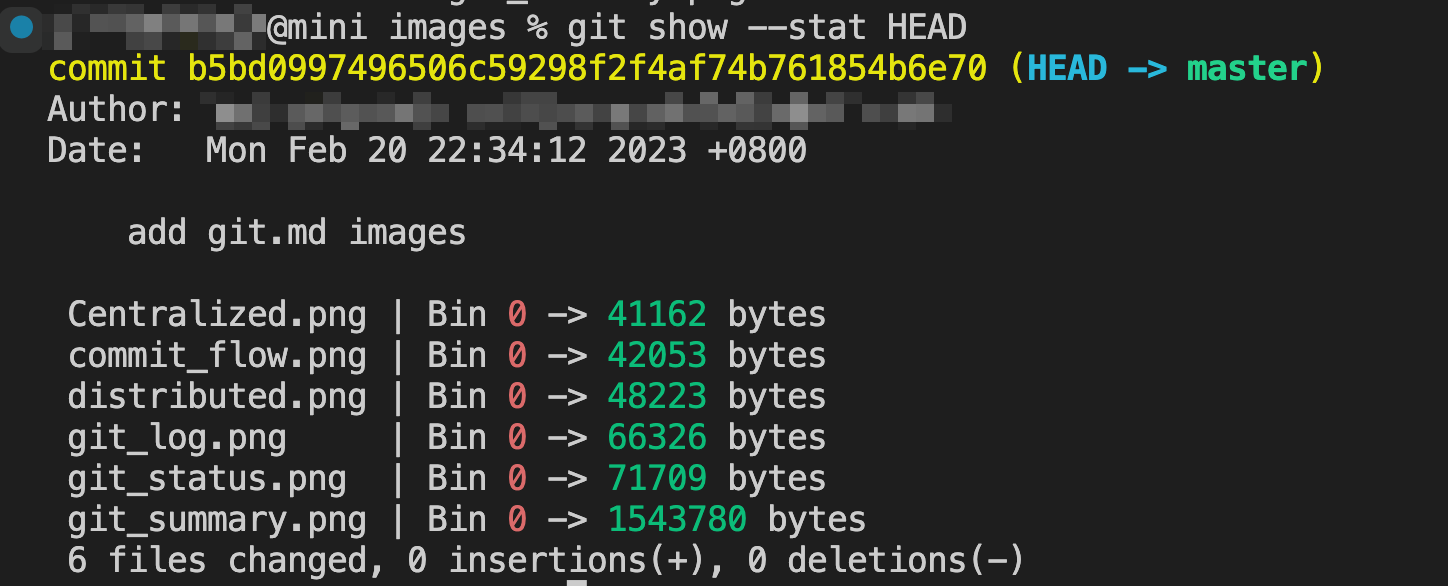 @mini images % git show --stat HEAD
commit b5bd0997496506c59298f2f4af74b761854b6e70 (HEAD -> master)
Author:
Date:   Mon Feb 20 22:34:12 2023 +0800
add git.md images
Centralized.png | Bin 0 -> 41162 bytes
commit_flow.png | Bin 0 -> 42053 bytes
distributed.png | Bin 0 -> 48223 bytes
git_log.png     | Bin 0 -> 66326 bytes
git_status.png  | Bin 0 -> 71709 bytes
git_summary.png | Bin 0 -> 1543780 bytes
6 files changed, 0 insertions(+), 0 deletions(-)